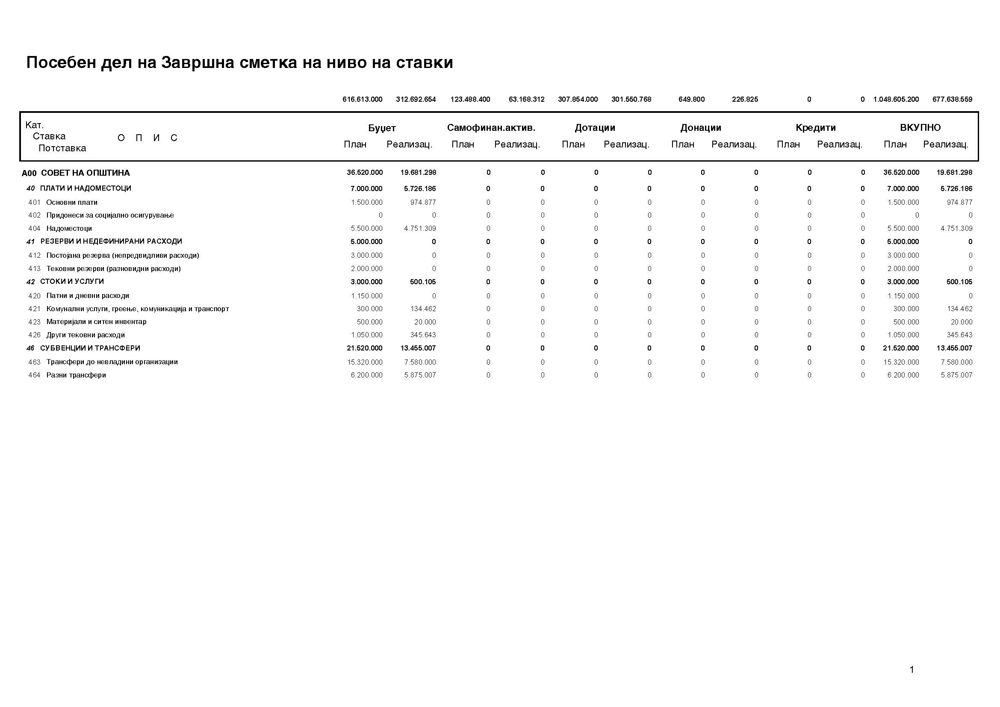 Посебен дел на Завршна сметка на ниво на ставки
616.613.000 312.692.654 123.488.400 63.168.312 307.854.000 301.550.768 649.800 226.825 0 0 1.048.605.200 677.638.559
Кат.
Ставка
Потставка
О П И С
Буџет Самофинан.актив. Дотации Донации Кредити ВКУПНО
План Реализац. План Реализац. План Реализац. План Реализац. План Реализац. План Реализац.
А00 СОВЕТ НА ОПШТИНА 36.520.000 19.681.298 0 0 0 0 0 0 0 0 36.520.000 19.681.298
40 ПЛАТИ И НАДОМЕСТОЦИ 7.000.000 5.726.186 0 0 0 0 0 0 0 0 7.000.000 5.726.186
401 Основни плати 1.500.000 974.877 0 0 0 0 0 0 0 0 1.500.000 974.877
402 Придонеси за социјално осигурување 0 0 0 0 0 0 0 0 0 0 0 0
404 Надоместоци 5.500.000 4.751.309 0 0 0 0 0 0 0 0 5.500.000 4.751.309
41 РЕЗЕРВИ И НЕДЕФИНИРАНИ РАСХОДИ 5.000.000 0 0 0 0 0 0 0 0 0 5.000.000 0
412 Постојана резерва (непредвидливи расходи) 3.000.000 0 0 0 0 0 0 0 0 0 3.000.000 0
413 Тековни резерви (разновидни расходи) 2.000.000 0 0 0 0 0 0 0 0 0 2.000.000 0
42 СТОКИ И УСЛУГИ 3.000.000 500.105 0 0 0 0 0 0 0 0 3.000.000 500.105
420 Патни и дневни расходи 1.150.000 0 0 0 0 0 0 0 0 0 1.150.000 0
421 Комунални услуги, греење, комуникација и транспорт 300.000 134.462 0 0 0 0 0 0 0 0 300.000 134.462
423 Материјали и ситен инвентар 500.000 20.000 0 0 0 0 0 0 0 0 500.000 20.000
426 Други тековни расходи 1.050.000 345.643 0 0 0 0 0 0 0 0 1.050.000 345.643
46 СУБВЕНЦИИ И ТРАНСФЕРИ 21.520.000 13.455.007 0 0 0 0 0 0 0 0 21.520.000 13.455.007
463 Трансфери до невладини организации 15.320.000 7.580.000 0 0 0 0 0 0 0 0 15.320.000 7.580.000
464 Разни трансфери 6.200.000 5.875.007 0 0 0 0 0 0 0 0 6.200.000 5.875.007
1